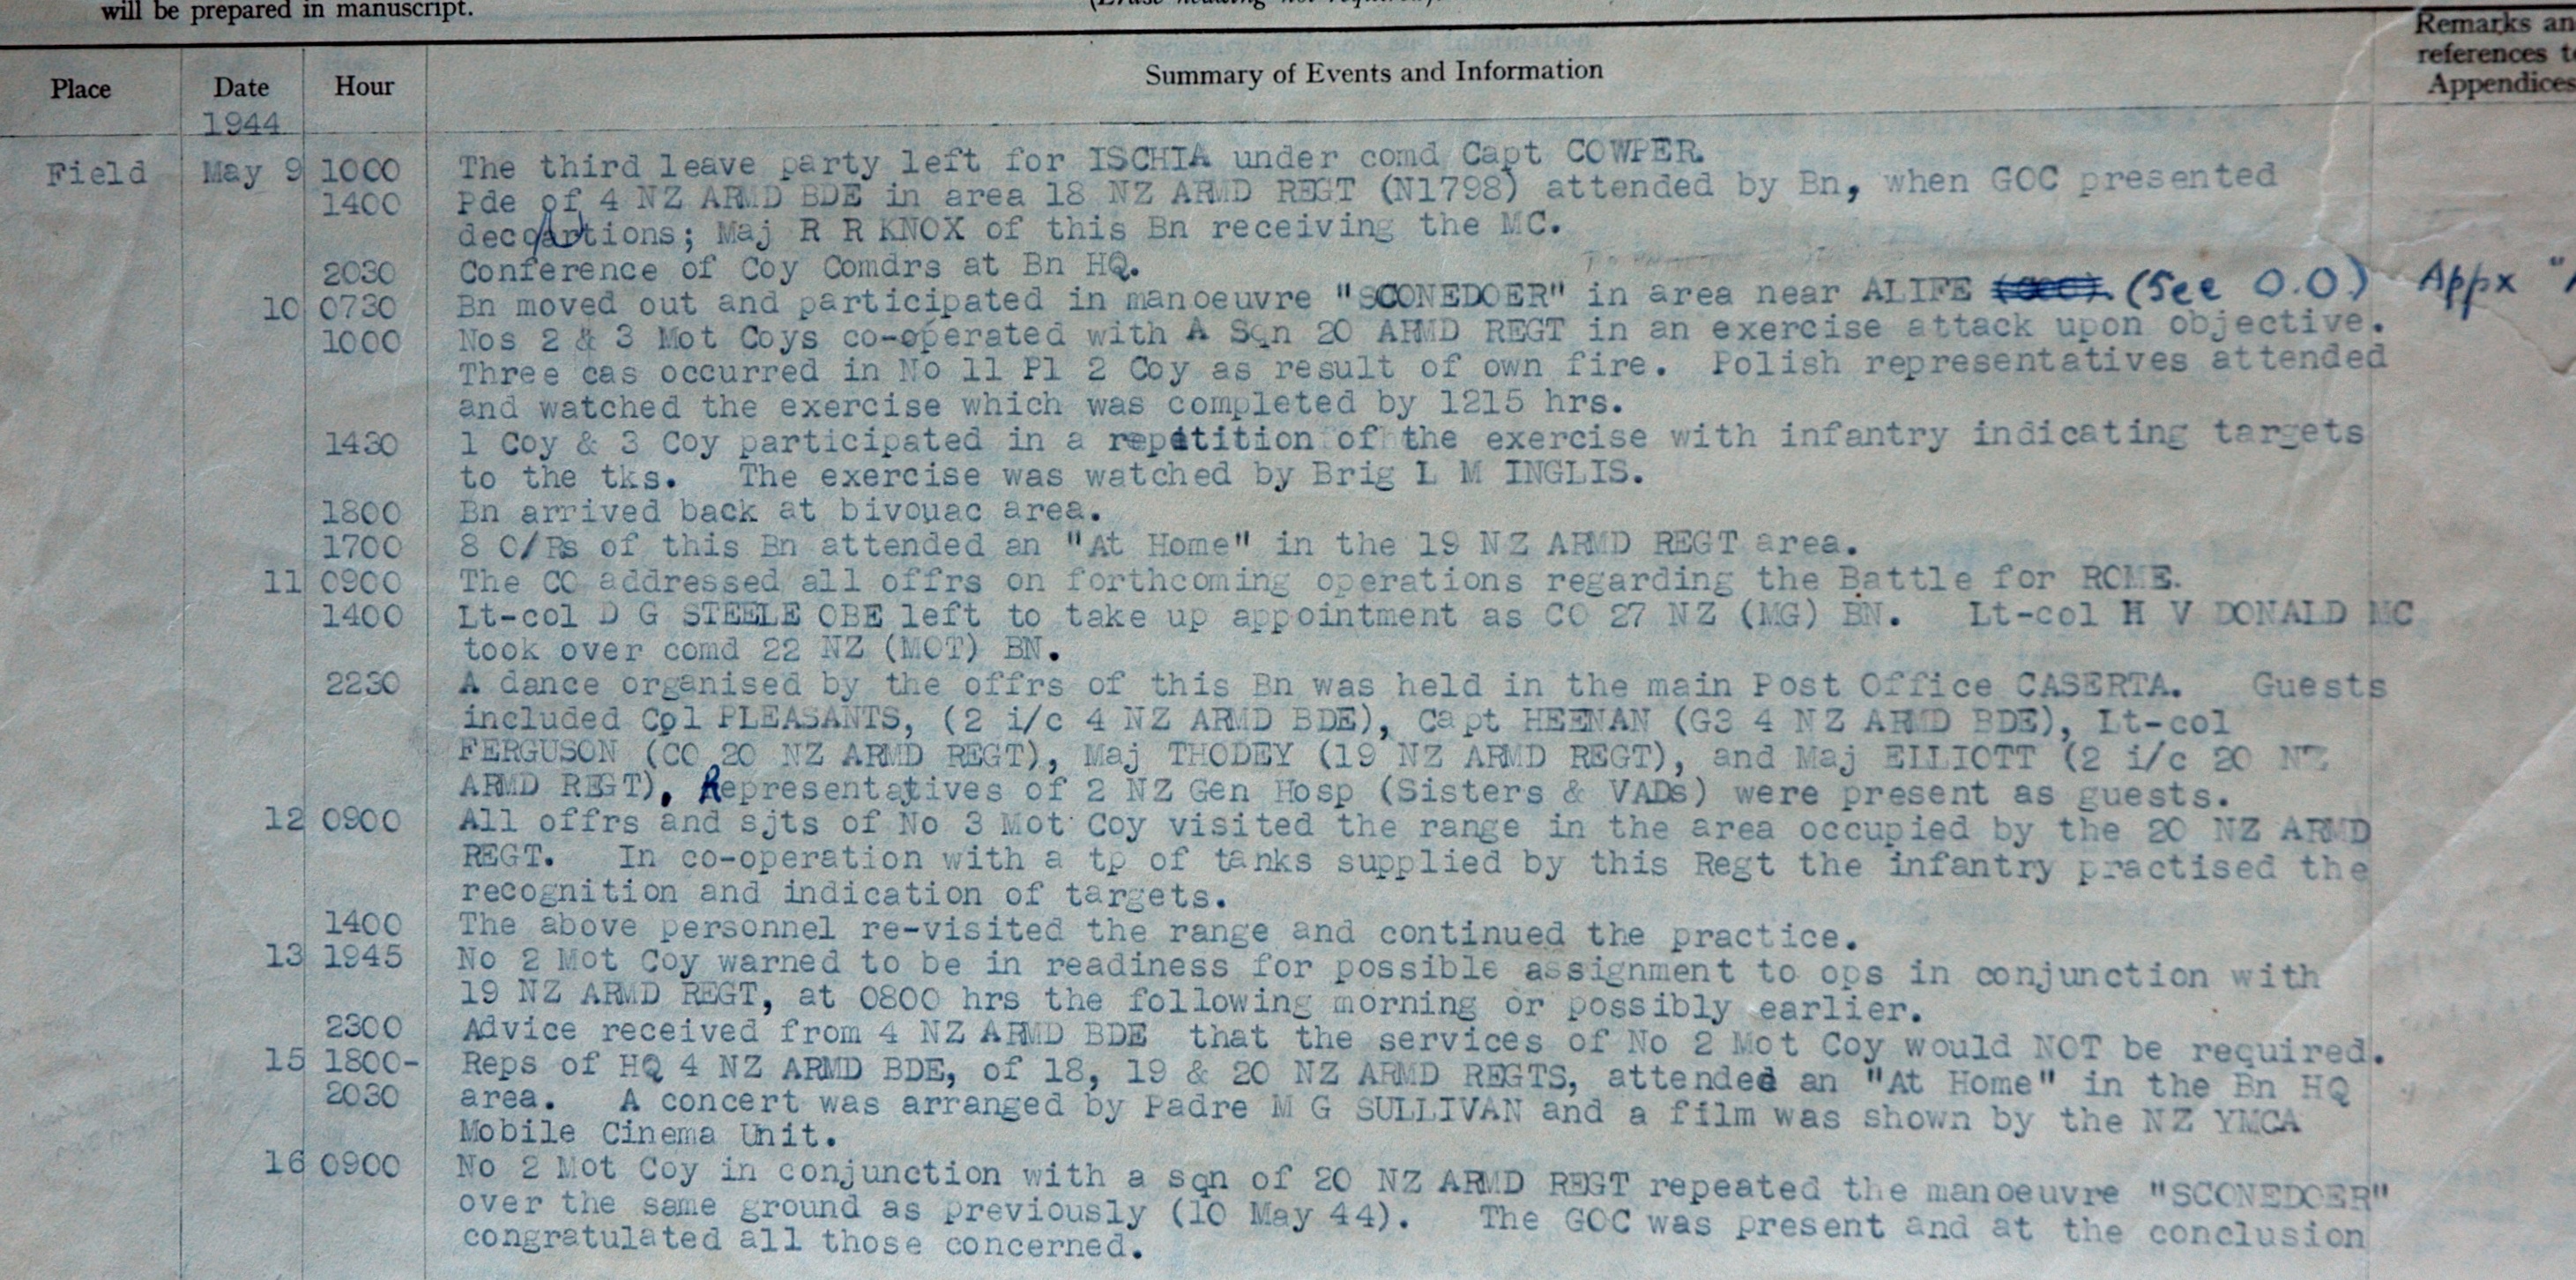 will be prepared in manuscript.
Remarks an
references t
Appendices
Place Date Hour Summary of Events and Information
1944
Field May 9 1000 The third leave party left for ISCHIA under comd Capt COWPER.
1400 Pde of 4 NZ ARMD BDE in area 18 NZ ARMD REGT (N1798) attended by Bn, when GOC presented
decorations; Maj R R KNOX of this Bn receiving the MC.
2030 Conference of Coy Comdrs at Bn HQ.
10 0730 Bn moved out and participated in manoeuvre "SCONEDOER" in area near ALIFE (See O.O.) Appx "A
1000 Nos 2 & 3 Mot Coys co-operated with A Sqn 20 ARMD REGT in an exercise attack upon objective.
Three cas occurred in No 11 Pl 2 Coy as result of own fire. Polish representatives attended
and watched the exercise which was completed by 1215 hrs.
1430 1 Coy & 3 Coy participated in a repetition of the exercise with infantry indicating targets
to the tks. The exercise was watched by Brig L M INGLIS.
1800 Bn arrived back at bivouac area.
1700 8 O/Rs of this Bn attended an "At Home" in the 19 NZ ARMD REGT area.
11 0900 The CO addressed all offrs on forthcoming operations regarding the Battle for ROME.
1400 Lt-col D G STEELE OBE left to take up appointment as CO 27 NZ (MG) BN. Lt-col H V DONALD MC
took over comd 22 NZ (MOT) BN.
2230 A dance organised by the offrs of this Bn was held in the main Post Office CASERTA. Guests
included Col PLEASANTS, (2 i/c 4 NZ ARMD BDE), Capt HEENAN (G3 4 NZ ARMD BDE), Lt-col
FERGUSON (CO 20 NZ ARMD REGT), Maj THODEY (19 NZ ARMD REGT), and Maj ELLIOTT (2 i/c 20 NZ
ARMD REGT). Representatives of 2 NZ Gen Hosp (Sisters & VADs) were present as guests.
12 0900 All offrs and sjts of No 3 Mot Coy visited the range in the area occupied by the 20 NZ ARMD
REGT. In co-operation with a tp of tanks supplied by this Regt the infantry practised the
recognition and indication of targets.
1400 The above personnel re-visited the range and continued the practice.
13 1945 No 2 Mot Coy warned to be in readiness for possible assignment to ops in conjunction with
19 NZ ARMD REGT, at 0800 hrs the following morning or possibly earlier.
2300 Advice received from 4 NZ ARMD BDE that the services of No 2 Mot Coy would NOT be required.
15 1800- Reps of HQ 4 NZ ARMD BDE, of 18, 19 & 20 NZ ARMD REGTS, attended an "At Home" in the Bn HQ
2030 area. A concert was arranged by Padre M G SULLIVAN and a film was shown by the NZ YMCA
Mobile Cinema Unit.
16 0900 No 2 Mot Coy in conjunction with a sqn of 20 NZ ARMD REGT repeated the manoeuvre "SCONEDOER"
over the same ground as previously (10 May 44). The GOC was present and at the conclusion
congratulated all those concerned.